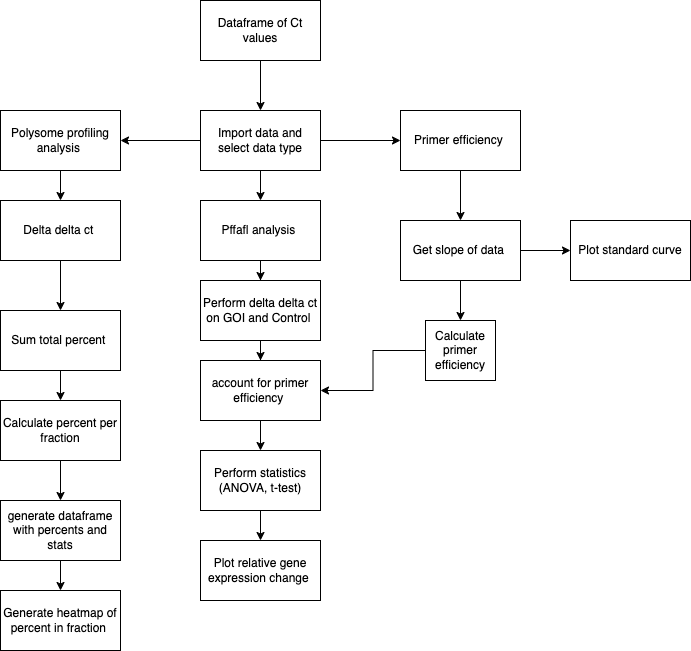 Dataframe of Ct
values
Polysome profiling
analysis
Import data and
select data type
Primer efficiency
Delta delta ct
Pffafl analysis
Get slope of data
Plot standard curve
Perform delta delta ct
on GOI and Control
Sum total percent
Calculate
primer
efficiency
account for primer
efficiency
Calculate percent per
fraction
Perform statistics
(ANOVA, t-test)
generate dataframe
with percents and
stats
Plot relative gene
expression change
Generate heatmap of
percent in fraction